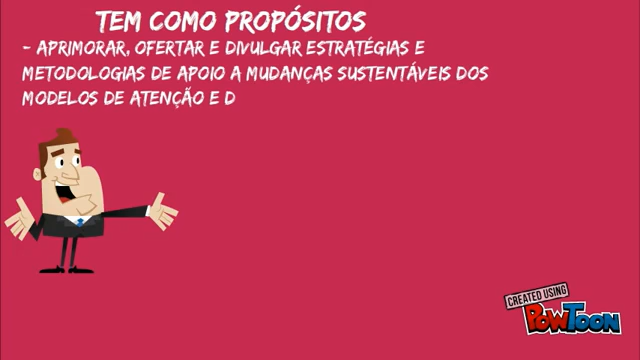 TEM COMO PROPÓSITOS
- APRIMORAR, OFERTAR E DIVULGAR ESTRATÉGIAS E
METODOLOGIAS DE APOIO A MUDANÇAS SUSTENTÁVEIS DOS
MODELOS DE ATENÇÃO E D
CREATED USING
POWTOON